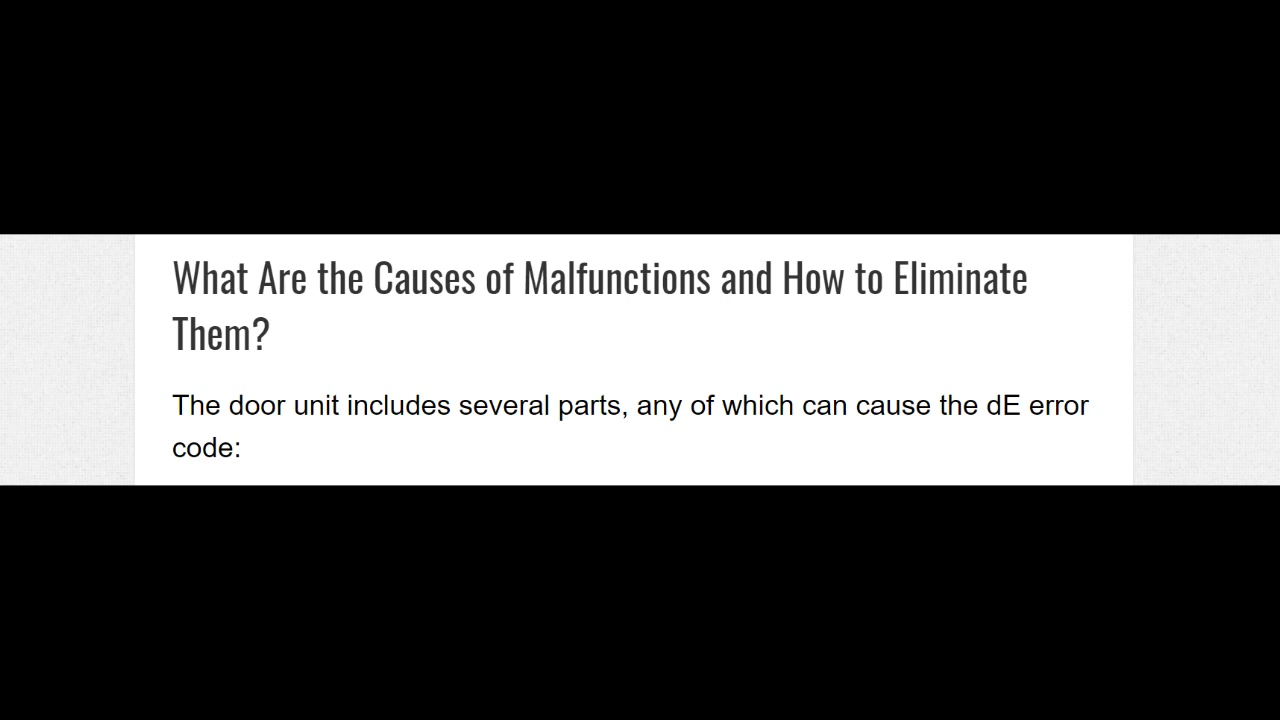 What Are the Causes of Malfunctions and How to Eliminate
Them?
The door unit includes several parts, any of which can cause the dE error
code: